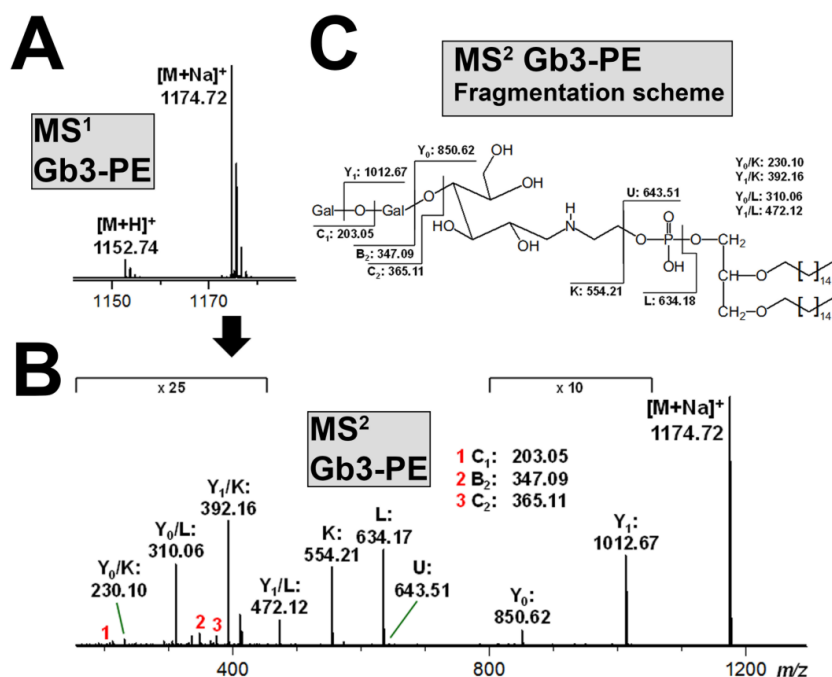 A
[M+Na]+
1174.72
MS1
Gb3-PE
[M+H]+
1152.74
1150
1170
C
MS2 Gb3-PE
Fragmentation scheme
Y0: 850.62
Y1: 1012.67
OH
O
OH
Gal
O
Gal
C1: 203.05
B2: 347.09
C2: 365.11
HO
OH
H
N
U: 643.51
O
O
P
O
OH
K: 554.21
L: 634.18
CH2
O
14
CH2
O
14
Y0/K: 230.10
Y1/K: 392.16
Y0/L: 310.06
Y1/L: 472.12
B
x 25
x 10
MS2
Gb3-PE
[M+Na]+
1174.72
1 C1: 203.05
2 B2: 347.09
3 C2: 365.11
Y1/K:
392.16
Y0/L:
310.06
Y0/K:
230.10
1
2
3
Y1/L:
472.12
K:
554.21
L:
634.17
U:
643.51
Y0:
850.62
Y1:
1012.67
400
800
1200
m/z